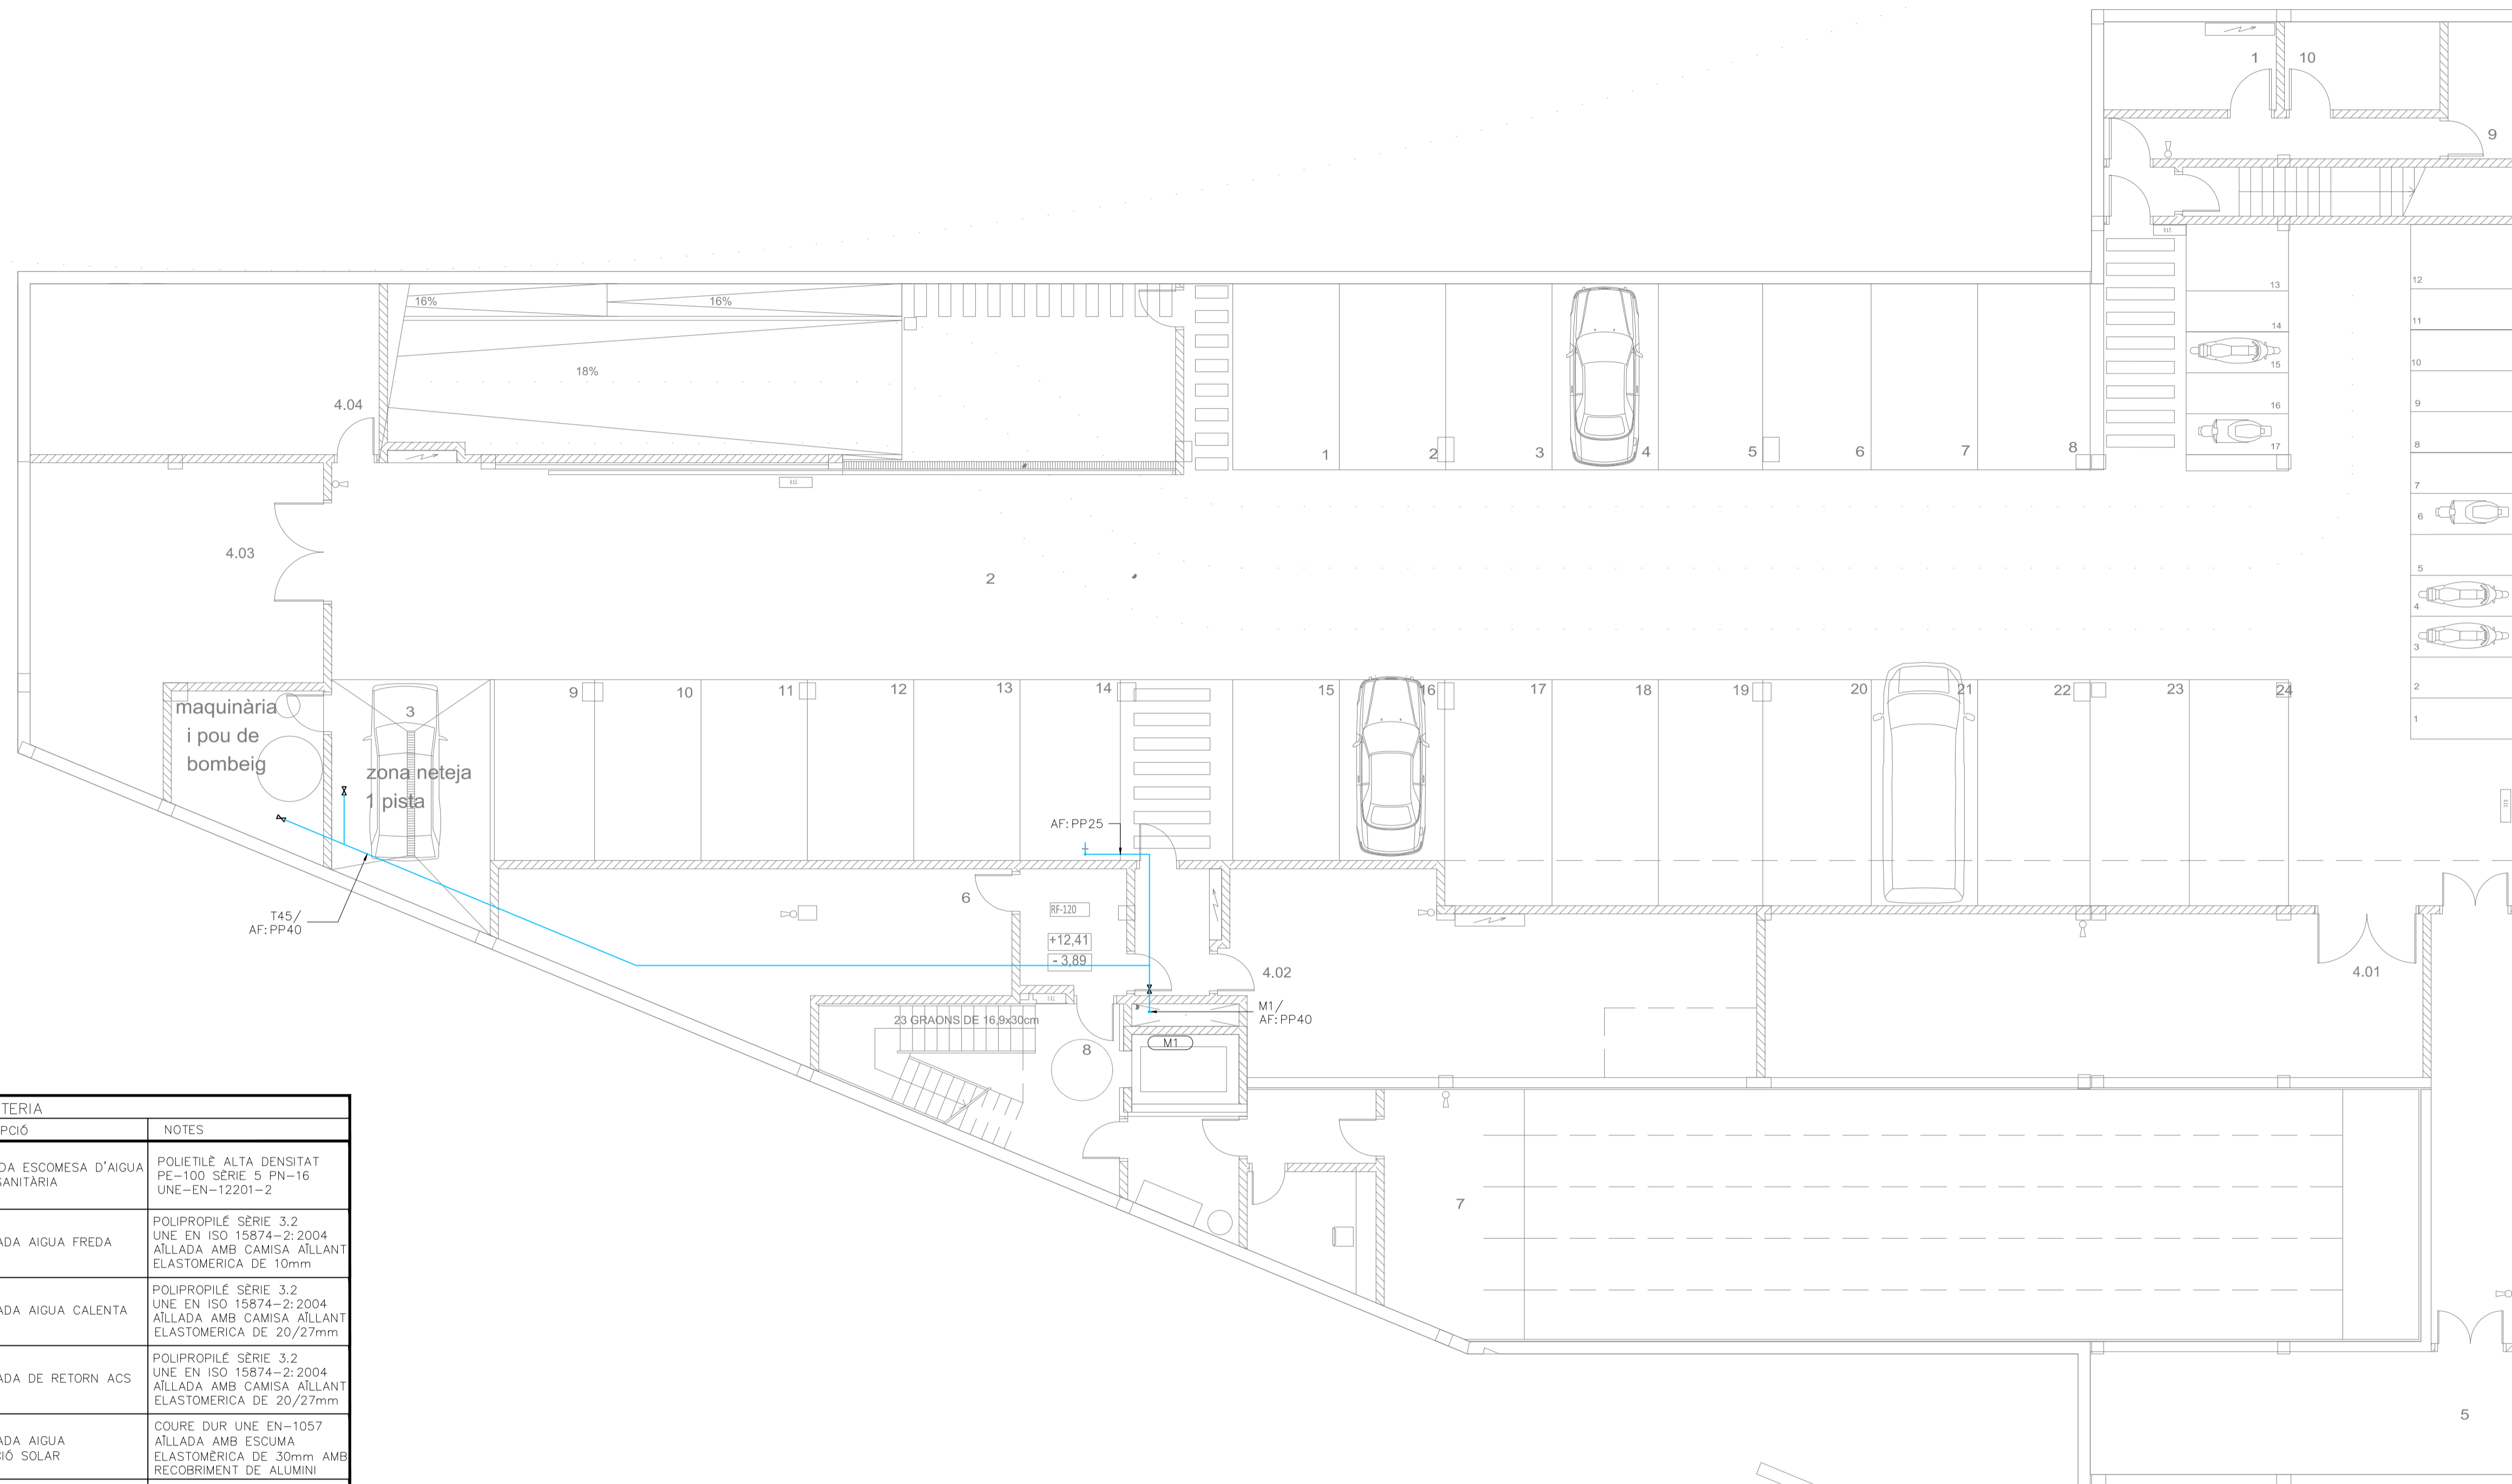 1
10
9
16%
16%
18%
12
13
11
14
10
15
9
16
8
17
4.04
1
2
3
4
5
6
7
8
7
6
5
4
3
2
1
4.03
2
maquinària
i pou de
bombeig
3
zona neteja
1 pista
9
10
11
12
13
14
15
16
17
18
19
20
21
22
23
24
AF:PP25
T45/
AF:PP40
6
RF-120
+12,41
- 3,89
4.02
4.01
M1/
AF:PP40
23 GRAONS DE 16,9x30cm
M1
8
7
5
TERIA
PCIÓ
NOTES
DA ESCOMESA D'AIGUA
SANITÀRIA
POLIETILÈ ALTA DENSITAT
PE-100 SÈRIE 5 PN-16
UNE-EN-12201-2
ADA AIGUA FREDA
POLIPROPILÉ SÈRIE 3.2
UNE EN ISO 15874-2:2004
AÏLLADA AMB CAMISA AÏLLANT
ELASTOMERICA DE 10mm
ADA AIGUA CALENTA
POLIPROPILÉ SÈRIE 3.2
UNE EN ISO 15874-2:2004
AÏLLADA AMB CAMISA AÏLLANT
ELASTOMERICA DE 20/27mm
ADA DE RETORN ACS
POLIPROPILÉ SÈRIE 3.2
UNE EN ISO 15874-2:2004
AÏLLADA AMB CAMISA AÏLLANT
ELASTOMERICA DE 20/27mm
ADA AIGUA
CIÓ SOLAR
COURE DUR UNE EN-1057
AÏLLADA AMB ESCUMA
ELASTOMÈRICA DE 30mm AMB
RECOBRIMENT DE ALUMINI